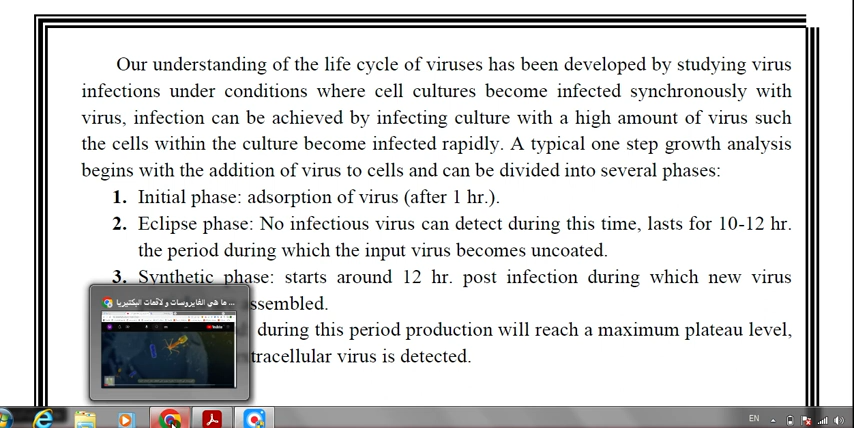 Our understanding of the life cycle of viruses has been developed by studying virus
infections under conditions where cell cultures become infected synchronously with
virus, infection can be achieved by infecting culture with a high amount of virus such
the cells within the culture become infected rapidly. A typical one step growth analysis
begins with the addition of virus to cells and can be divided into several phases:
1. Initial phase: adsorption of virus (after 1 hr.).
2. Eclipse phase: No infectious virus can detect during this time, lasts for 10-12 hr.
the period during which the input virus becomes uncoated.
3. Synthetic phase: starts around 12 hr. post infection during which new virus
ssembled.
ما هي الفايروسات ولاقمات البكتيريا ...
during this period production will reach a maximum plateau level,
tracellular virus is detected.
EN